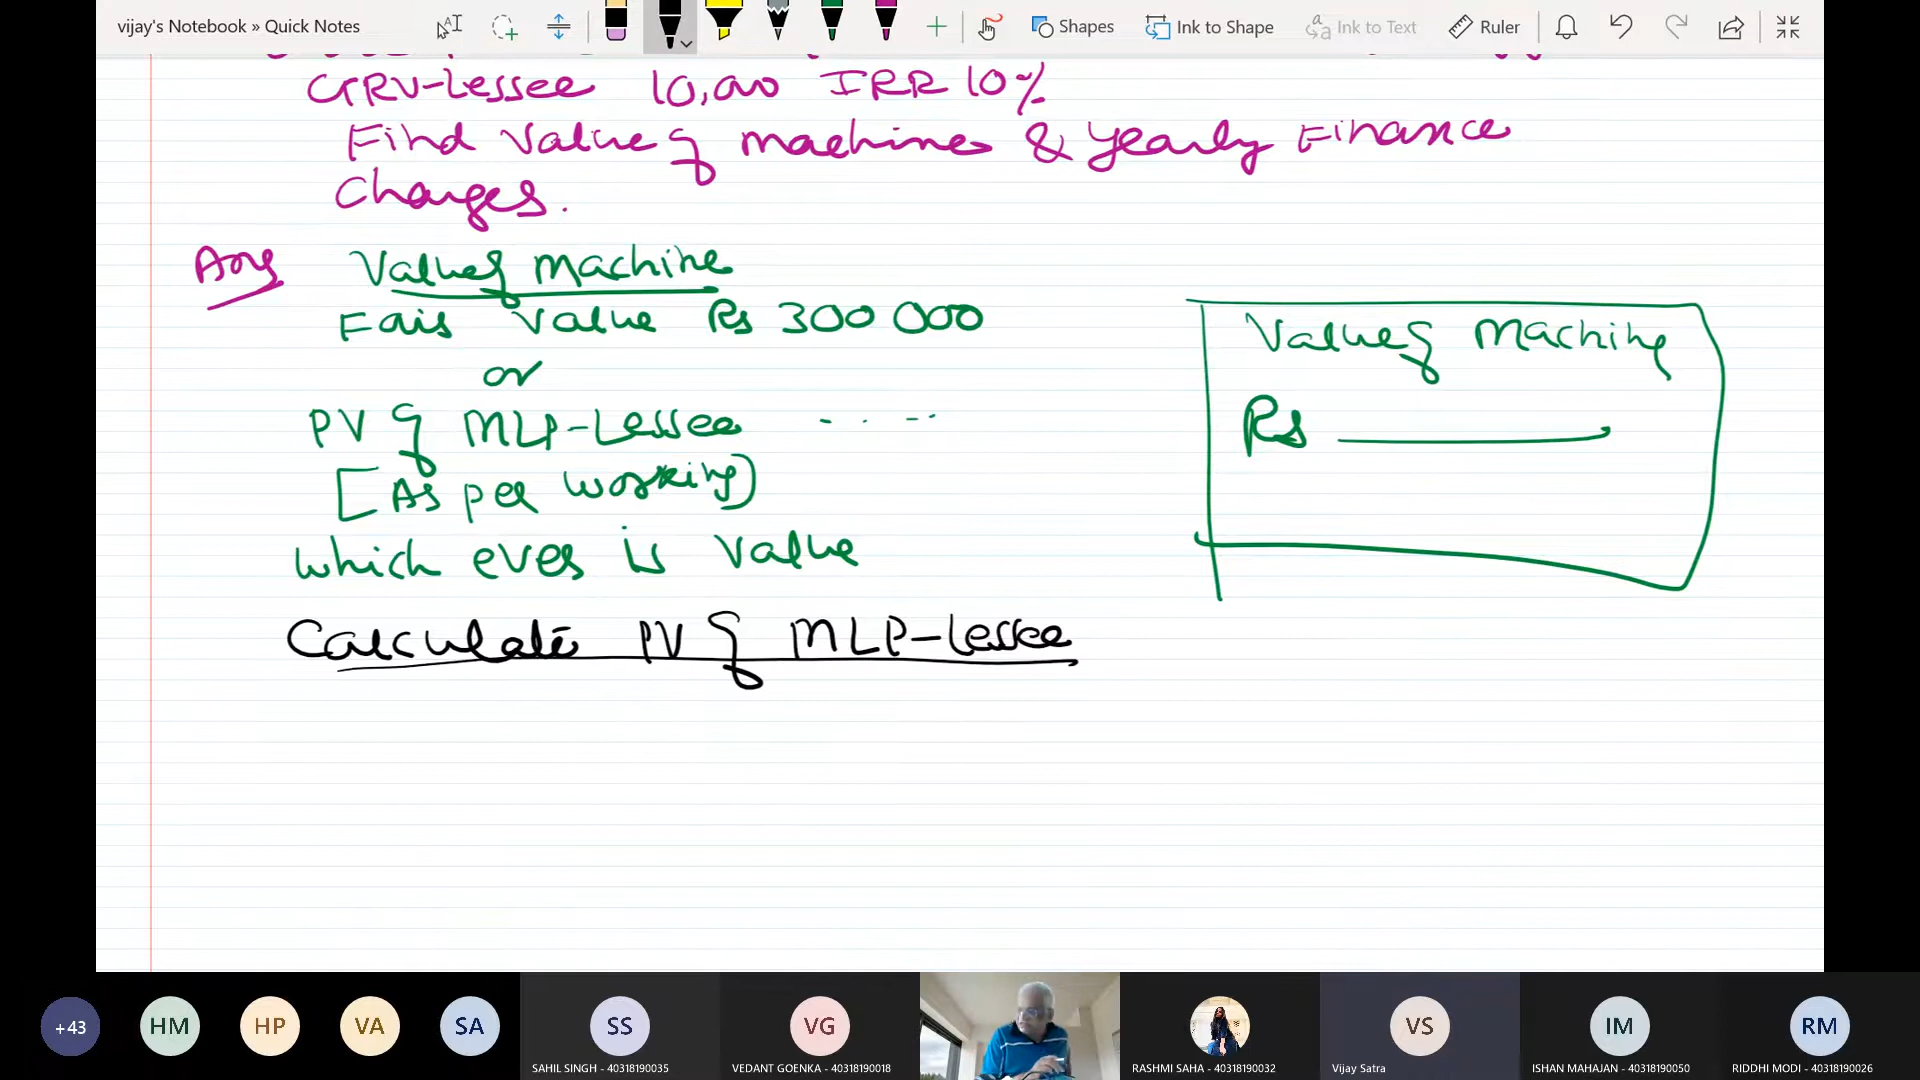 vijay's Notebook » Quick Notes
Shapes
Ink to Shape
Ink to Text
Ruler
GRV-Lessee 10,000 IRR 10%
Find Value of machine & yearly Finance
Charges.
Ans Value of machine
Fair Value Rs 300 000
or
PV of MLP-Lessee
[As per working)
which ever is value
Value of Machine
Rs
Calculate PV of MLP-Lessee
+43
HM
HP
VA
SA
SS
VG
VS
IM
RM
SAHIL SINGH - 40318190035
VEDANT GOENKA - 40318190018
RASHMI SAHA - 40318190032
Vijay Satra
ISHAN MAHAJAN - 40318190050
RIDDHI MODI - 40318190026